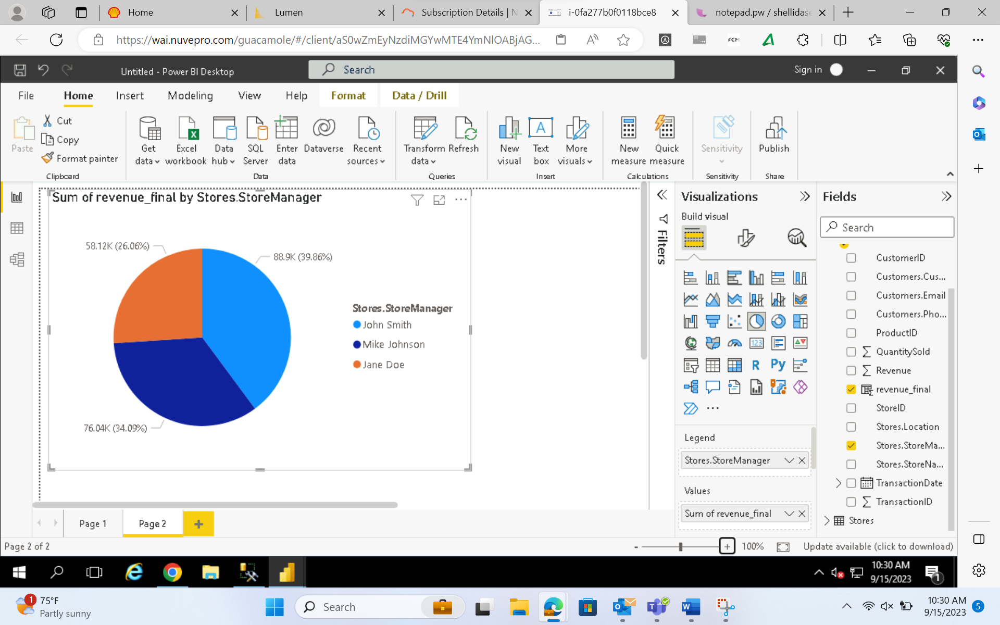 Home
Lumen
Subscription Details | N
i-0fa277b0f0118bce8
notepad.pw / shellidase
https://wai.nuvepro.com/guacamole/#/client/aS0wZmEyNzdiMGYwMTE4YmNlOABjAG...
FCM
Untitled - Power BI Desktop
Search
Sign in
File
Home
Insert
Modeling
View
Help
Format
Data / Drill
Paste
Cut
Copy
Format painter
Clipboard
Get data
Excel workbook
Data hub
SQL Server
Enter data
Dataverse
Recent sources
Data
Transform data
Refresh
Queries
New visual
Text box
More visuals
Insert
New measure
Quick measure
Calculations
Sensitivity
Sensitivity
Publish
Share
Sum of revenue_final by Stores.StoreManager
58.12K (26.06%)
88.9K (39.86%)
76.04K (34.09%)
Stores.StoreManager
John Smith
Mike Johnson
Jane Doe
Filters
Visualizations
Build visual
123
R
Py
Legend
Stores.StoreManager
Values
Sum of revenue_final
Fields
Search
CustomerID
Customers.Cus...
Customers.Email
Customers.Pho...
ProductID
QuantitySold
Revenue
revenue_final
StoreID
Stores.Location
Stores.StoreMa...
Stores.StoreNa...
TransactionDate
TransactionID
Stores
Page 1
Page 2
Page 2 of 2
100%
Update available (click to download)
10:30 AM
9/15/2023
1
1
75°F
Partly sunny
Search
10:30 AM
9/15/2023
5